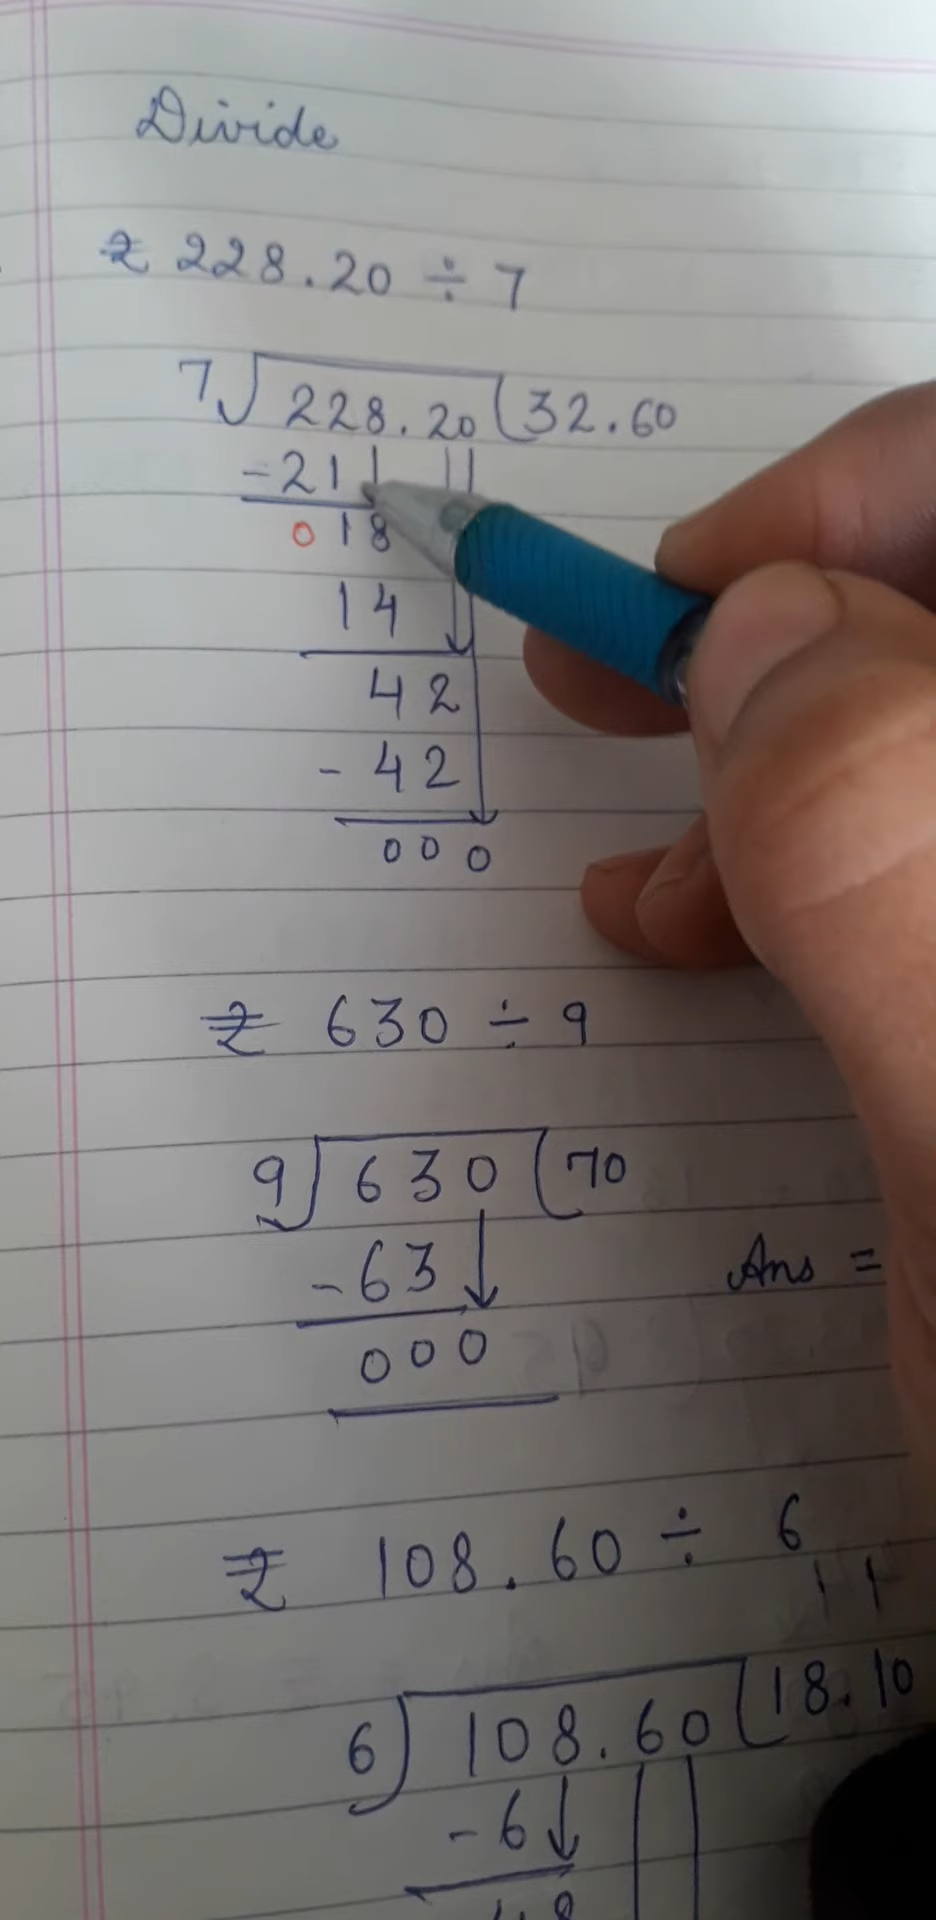 Divide
₹ 228.20 ÷ 7
7 228.20 32.60
-21
018
14
42
- 42
000
₹ 630 ÷ 9
9 630 70
-63
Ans =
000
₹ 108.60 ÷ 6
6 108.60 18.10
-6